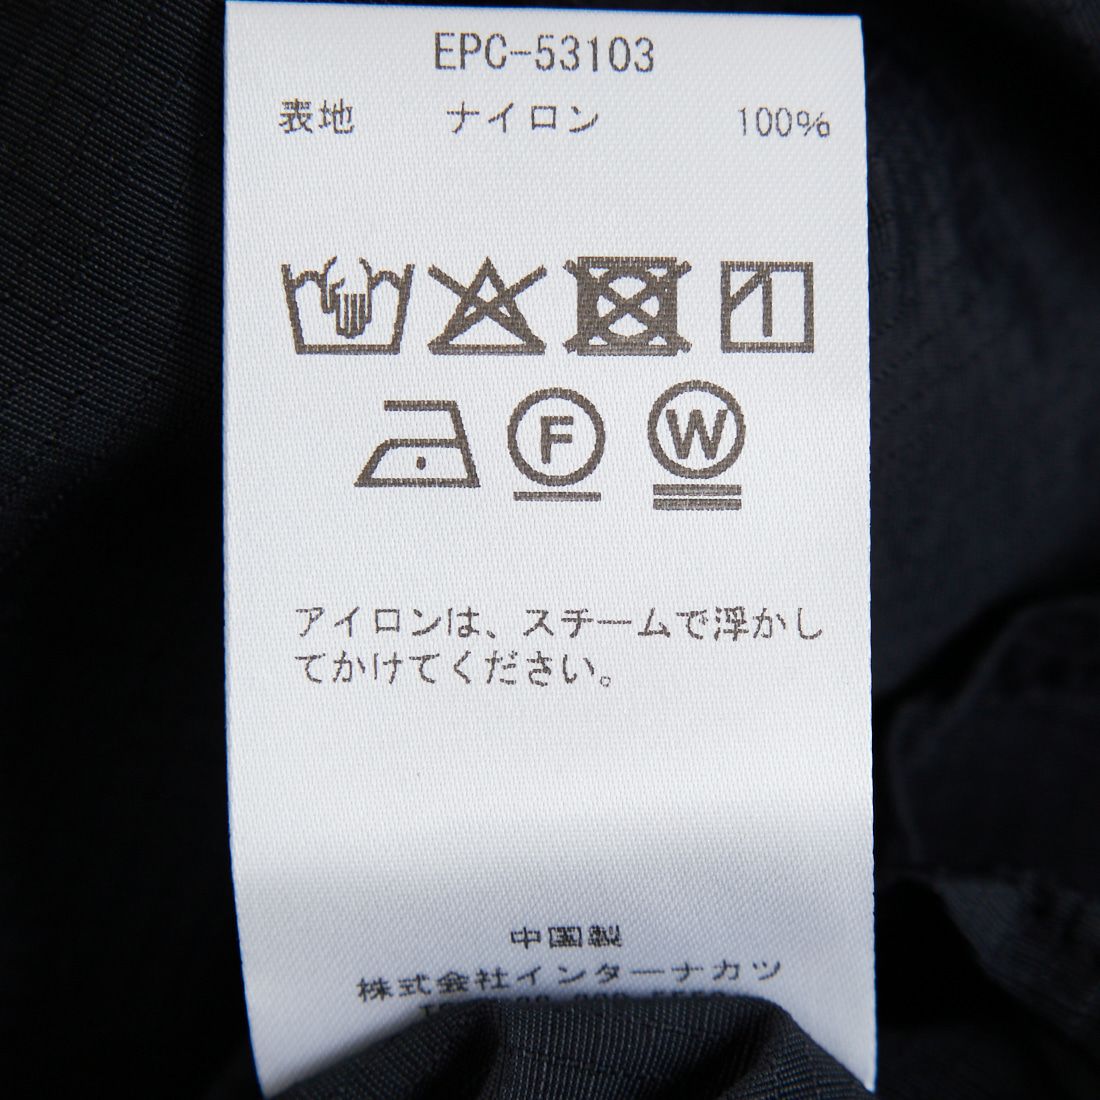 EPC-53103
表地 ナイロン 100%
F W
アイロンは、スチームで浮かし
てかけてください。
中国製
株式会社インターナカツ